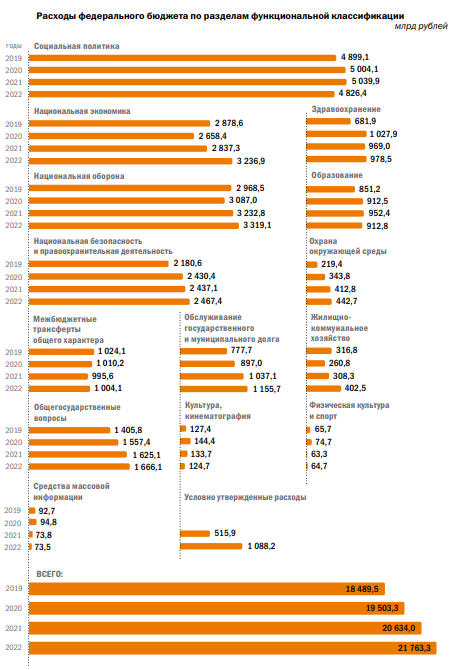 Расходы федерального бюджета по разделам функциональной классификации
млрд рублей
ГОДЫ
Социальная политика
2019 4 899,1
2020 5 004,1
2021 5 039,9
2022 4 826,4
Национальная экономика
2019 2 878,6
2020 2 658,4
2021 2 837,3
2022 3 236,9
Здравоохранение
681,9
1 027,9
969,0
978,5
Национальная оборона
2019 2 968,5
2020 3 087,0
2021 3 232,8
2022 3 319,1
Образование
851,2
912,5
952,4
912,8
Национальная безопасность
и правоохранительная деятельность
2019 2 180,6
2020 2 430,4
2021 2 437,1
2022 2 467,4
Охрана
окружающей среды
219,4
343,8
412,8
442,7
Межбюджетные
трансферты
общего характера
2019 1 024,1
2020 1 010,2
2021 995,6
2022 1 004,1
Обслуживание
государственного
и муниципального долга
777,7
897,0
1 037,1
1 155,7
Жилищно-
коммунальное
хозяйство
316,8
260,8
308,3
402,5
Общегосударственные
вопросы
2019 1 405,8
2020 1 557,4
2021 1 625,1
2022 1 666,1
Культура,
кинематография
127,4
144,4
133,7
124,7
Физическая культура
и спорт
65,7
74,7
63,3
64,7
Средства массовой
информации
2019 92,7
2020 94,8
2021 73,8
2022 73,5
Условно утвержденные расходы
515,9
1 088,2
ВСЕГО:
2019 18 489,5
2020 19 503,3
2021 20 634,0
2022 21 763,3